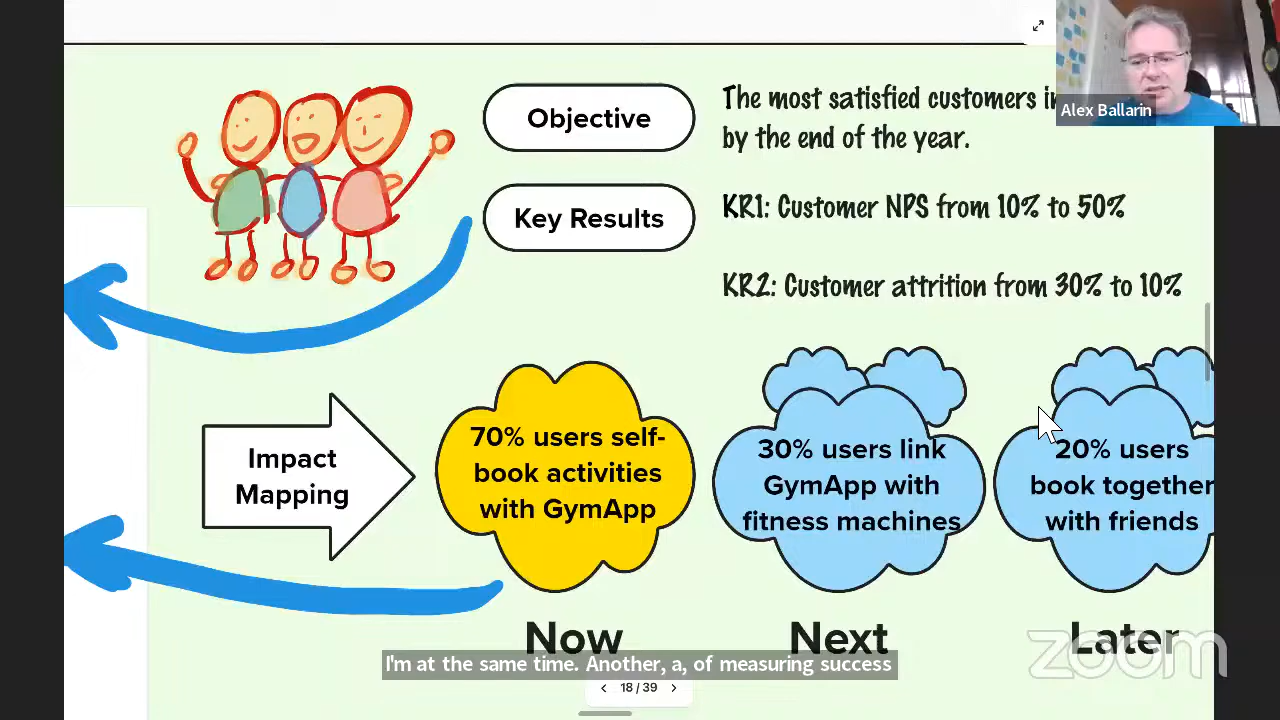 Objective
The most satisfied customers
by the end of the year.
Alex Ballarin
Key Results
KR1: Customer NPS from 10% to 50%
KR2: Customer attrition from 30% to 10%
Impact
Mapping
70% users self-
book activities
with GymApp
30% users link
GymApp with
fitness machines
20% users
book together
with friends
Now
Next
Later
zoom
I'm at the same time. Another, a, of measuring success
18 / 39